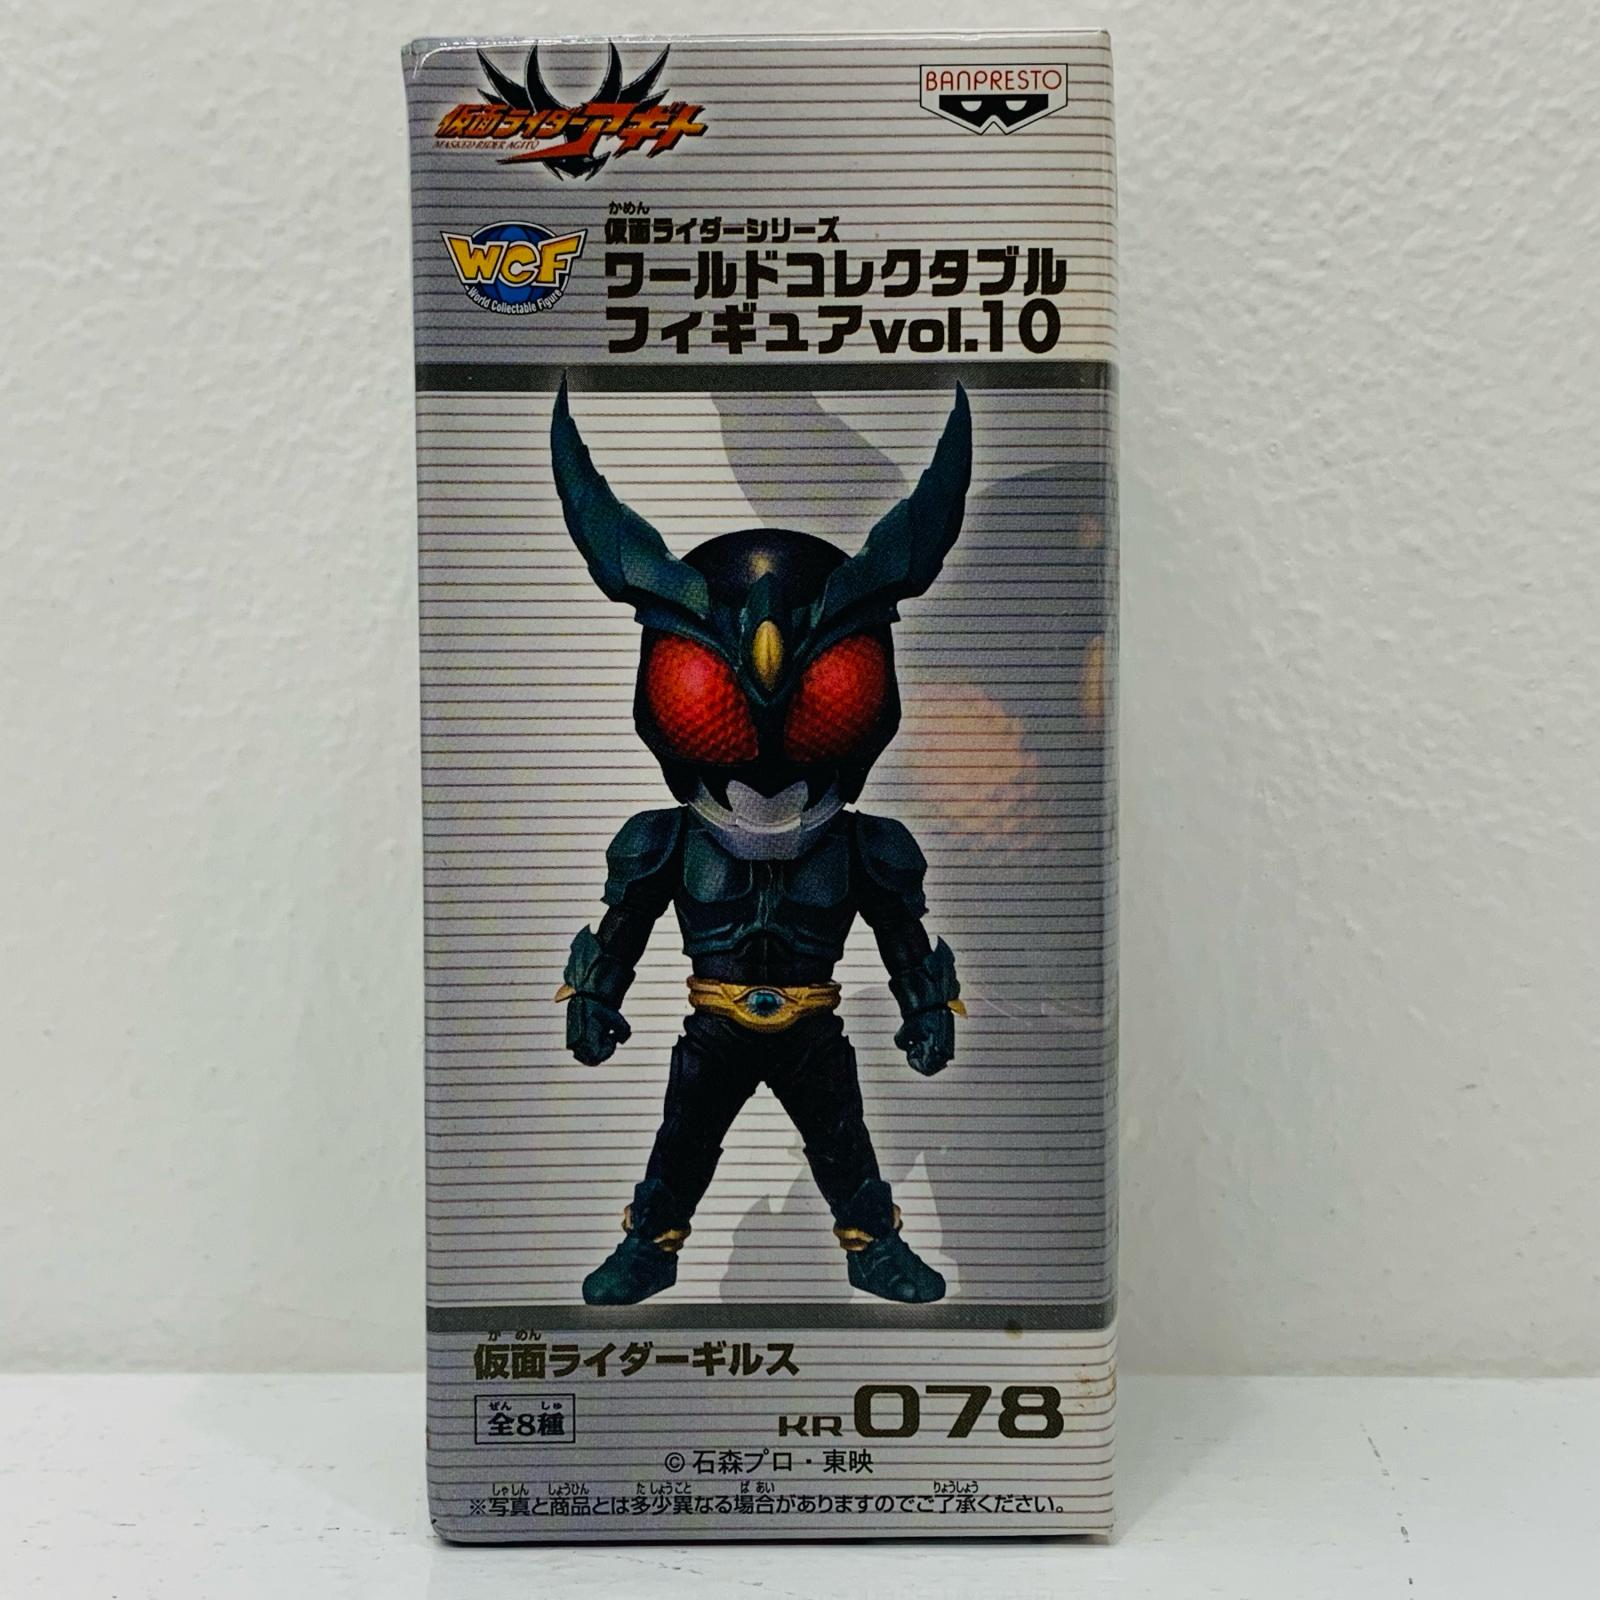 BANPRESTO
仮面ライダーアギト
MASKED RIDER AGITΩ
かめん
仮面ライダーシリーズ
WCF
World Collectable Figure
ワールドコレクタブル
フィギュアvol.10
か めん
仮面ライダーギルス
ぜん しゅ
全8種
KR078
©石森プロ・東映
しゃしん しょうひん た しょうこと ば あい りょうしょう
※写真と商品とは多少異なる場合がありますのでご了承ください。